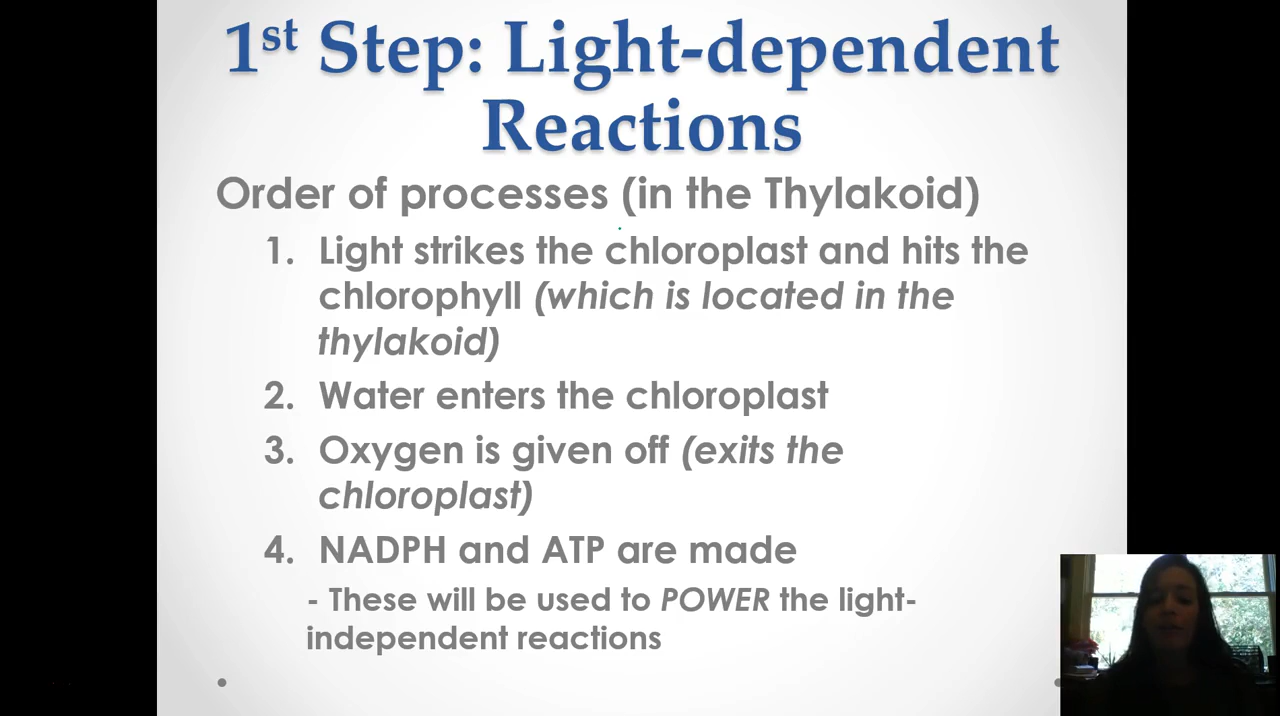 1st Step: Light-dependent
Reactions
Order of processes (in the Thylakoid)
1. Light strikes the chloroplast and hits the
chlorophyll (which is located in the
thylakoid)
2. Water enters the chloroplast
3. Oxygen is given off (exits the
chloroplast)
4. NADPH and ATP are made
- These will be used to POWER the light-
independent reactions